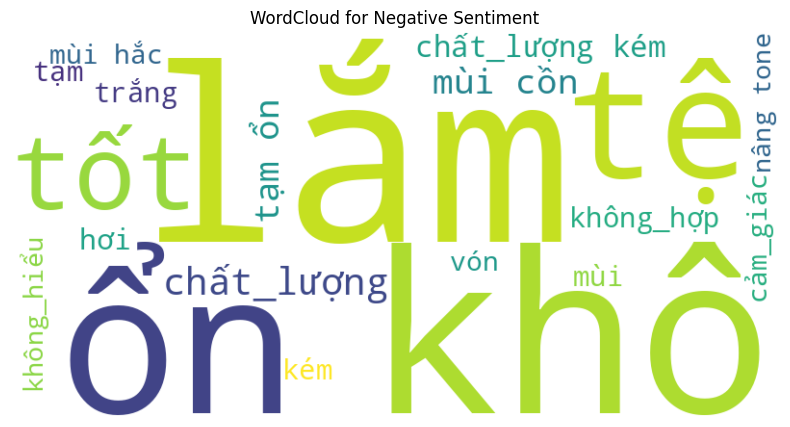 WordCloud for Negative Sentiment
mùi hắc
tạm
trắng
lắm
chất_lượng kém
mùi cồn
tệ
nâng tone
tốt
tạm ổn
không_hợp
cảm_giác
hơi
không_hiểu
ổn
chất_lượng
kém
khô
vón
mùi